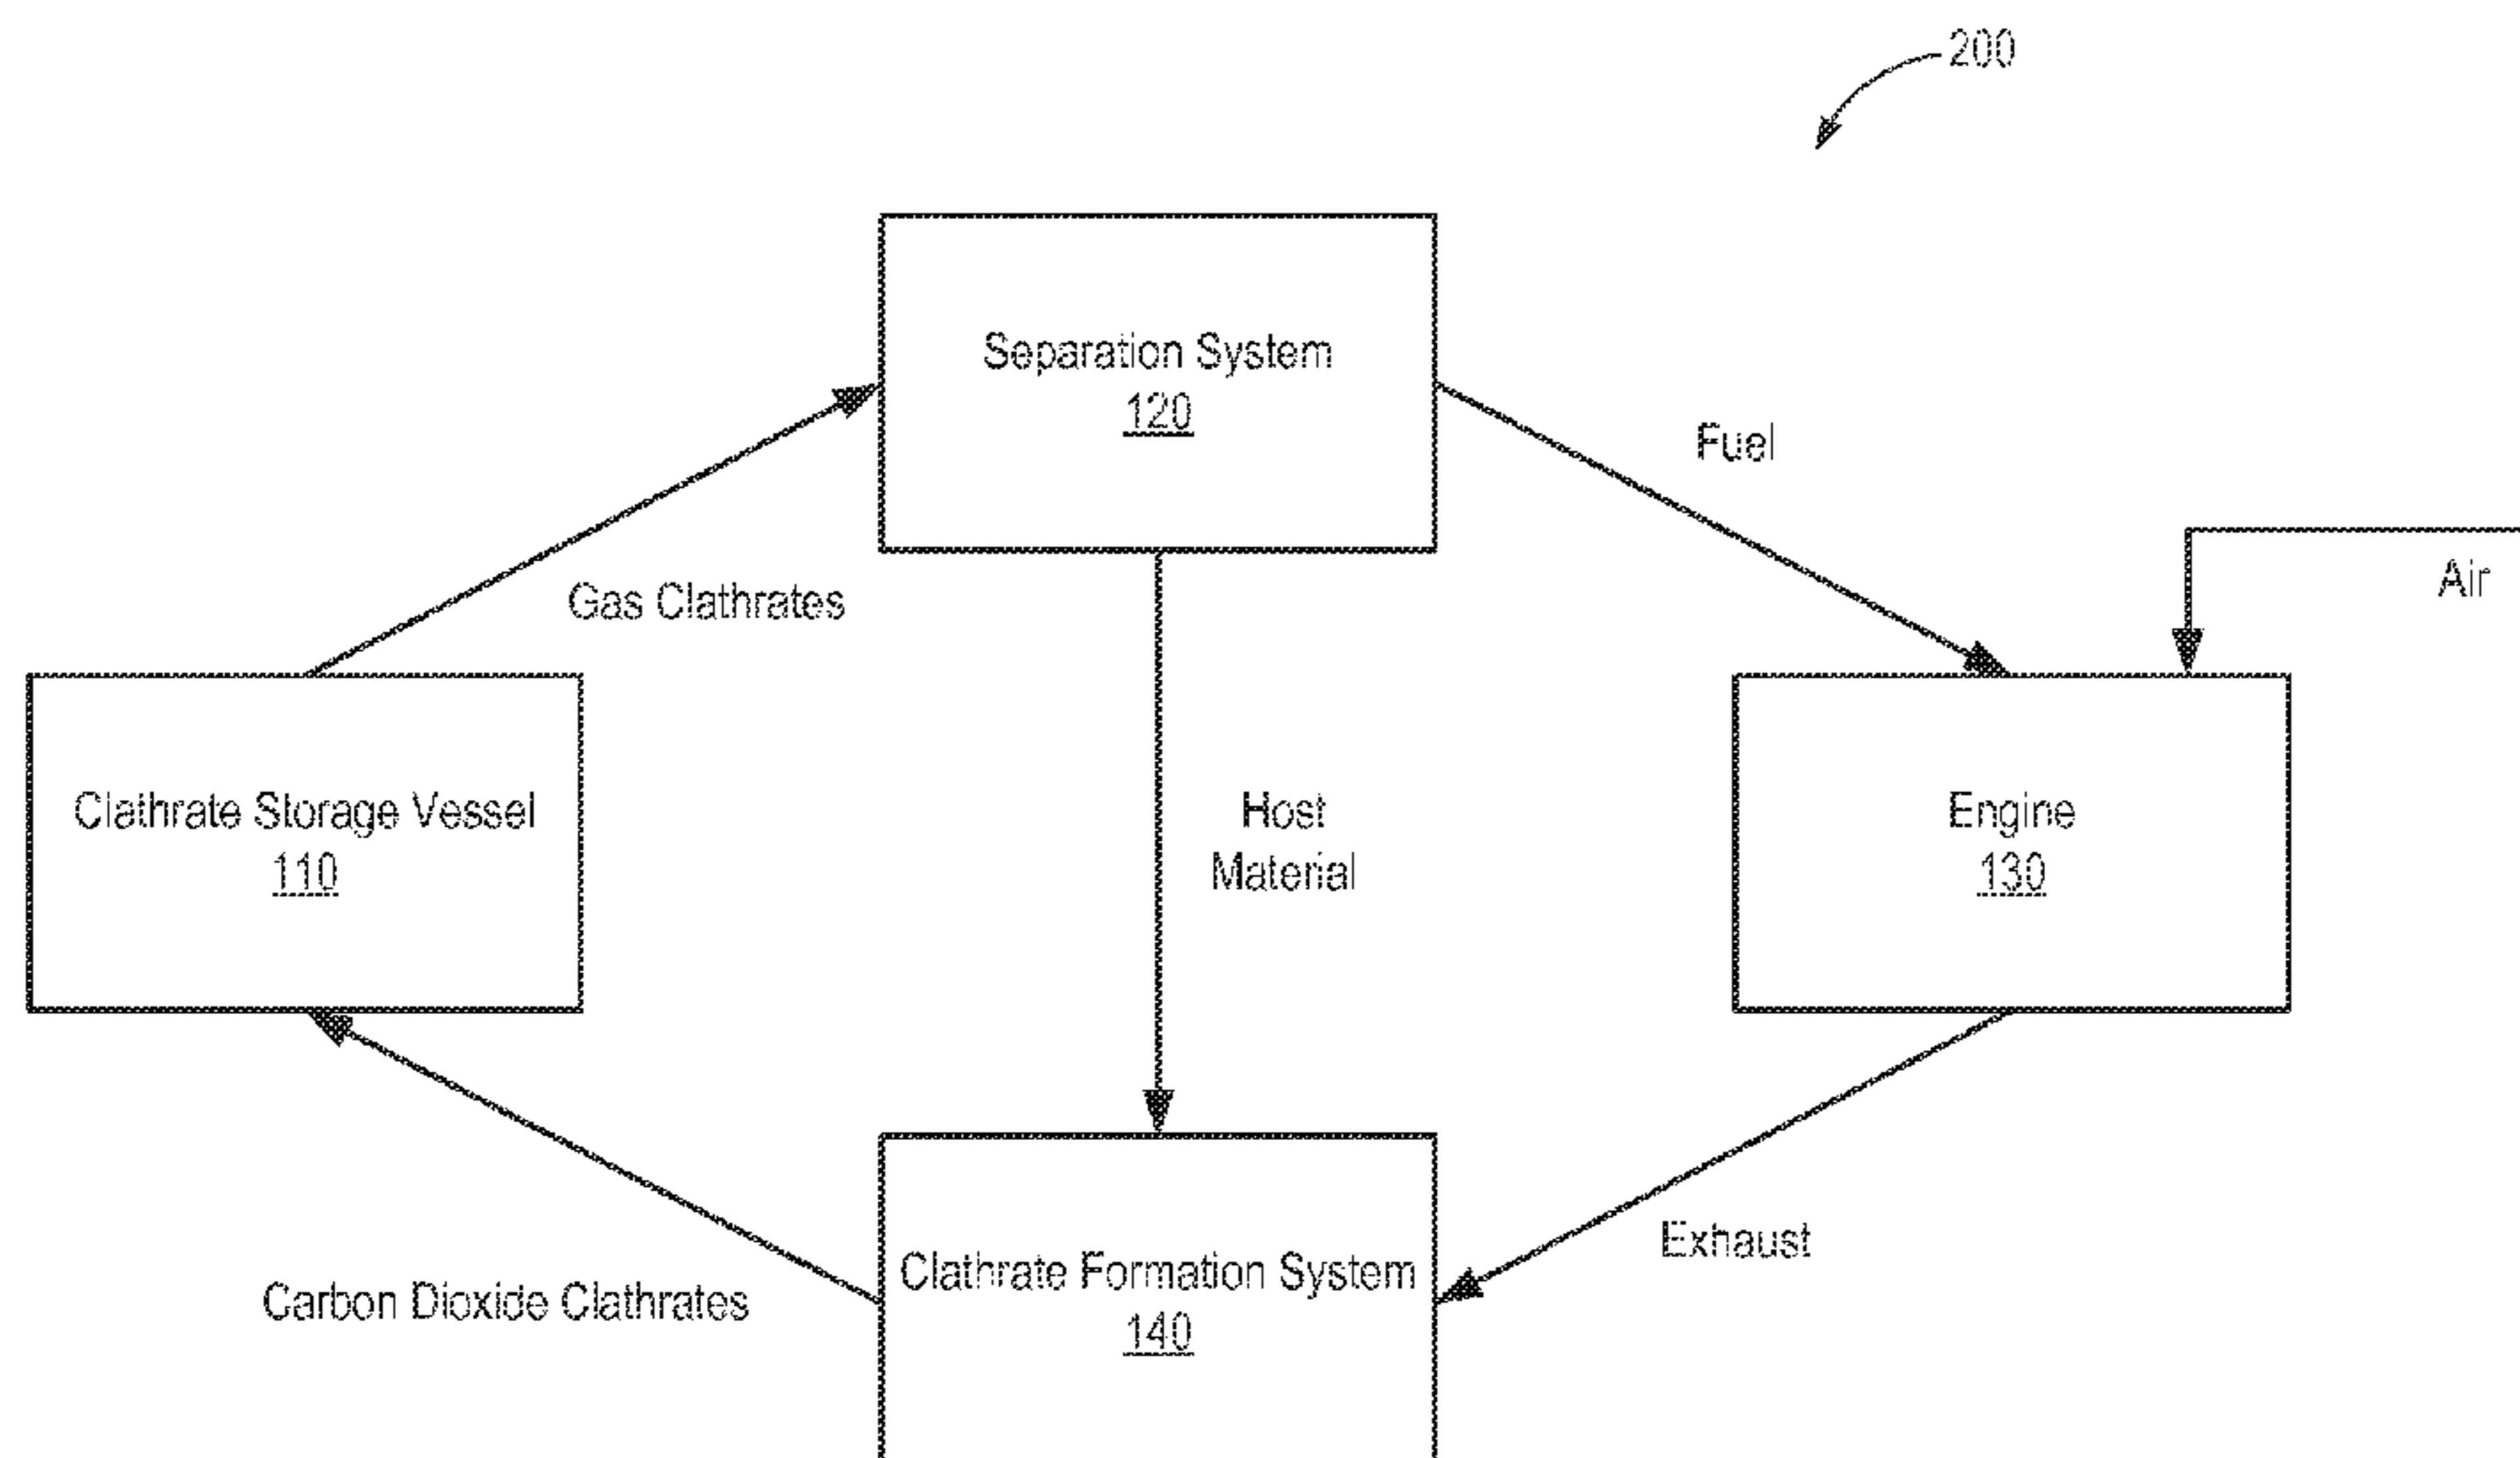 200
Separation System
120
Fuel
Air
Gas Clathrates
Clathrate Storage Vessel
110
Host
Material
Engine
130
Exhaust
Clathrate Formation System
140
Carbon Dioxide Clathrates